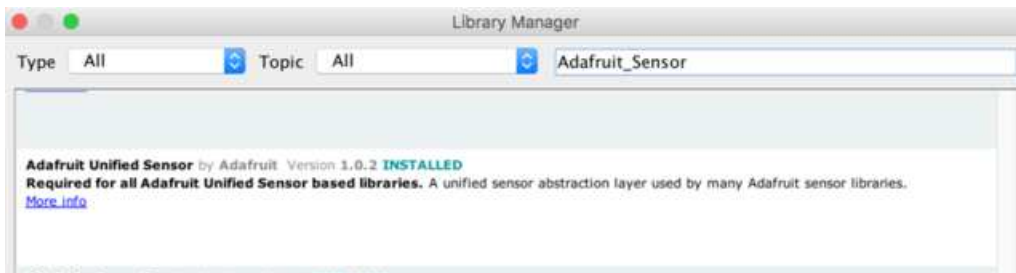 Library Manager
Type All Topic All Adafruit_Sensor
Adafruit Unified Sensor by Adafruit Version 1.0.2 INSTALLED
Required for all Adafruit Unified Sensor based libraries. A unified sensor abstraction layer used by many Adafruit sensor libraries.
More info